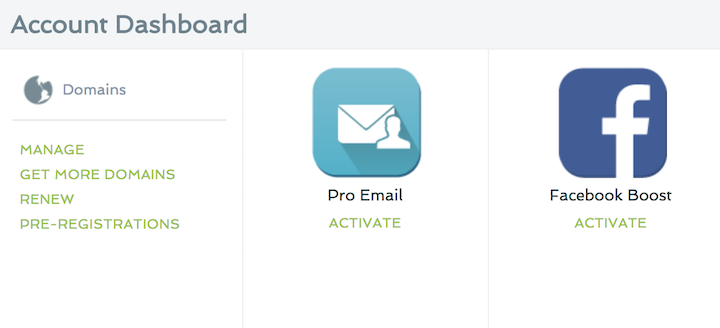 Account Dashboard
Domains
MANAGE
GET MORE DOMAINS
RENEW
PRE-REGISTRATIONS
Pro Email
ACTIVATE
Facebook Boost
ACTIVATE